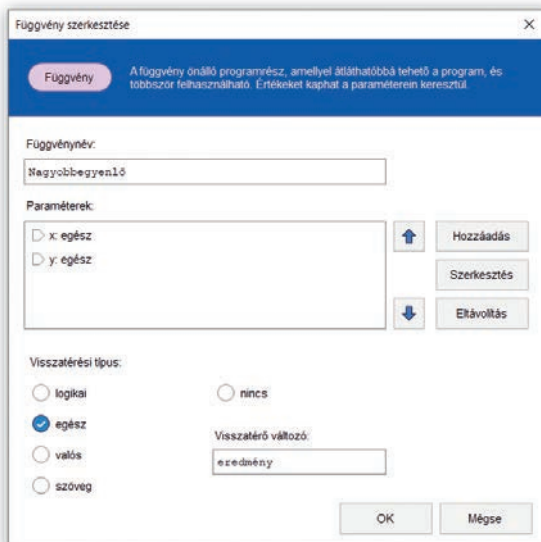 Függvény szerkesztése
Függvény
A függvény önálló programrész, amellyel átláthatóbbá tehető a program, és
többször felhasználható. Értékeket kaphat a paraméterein keresztül.
Függvénynév:
Nagyobbegyenlő
Paraméterek:
x: egész
y: egész
Hozzáadás
Szerkesztés
Eltávolítás
Visszatérési típus:
logikai
nincs
egész
Visszatérő változó:
valós
eredmény
szöveg
OK
Mégse